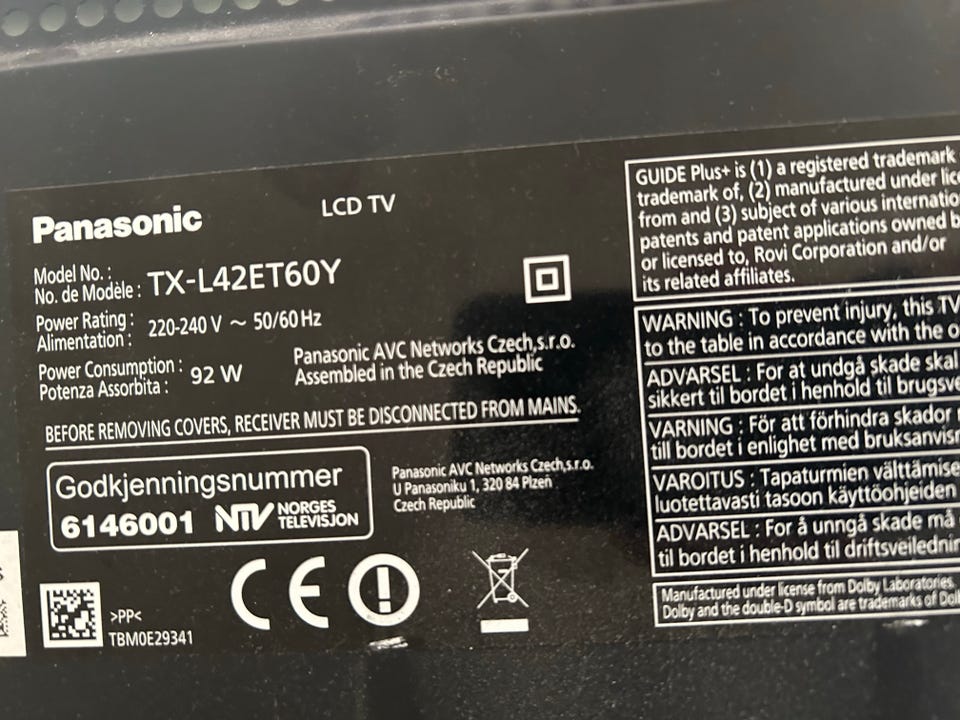 Panasonic
LCD TV
Model No. :
No. de Modèle : TX-L42ET60Y
Power Rating :
Alimentation : 220-240 V ~ 50/60 Hz
Power Consumption :
Potenza Assorbita : 92 W
Panasonic AVC Networks Czech,s.r.o.
Assembled in the Czech Republic
BEFORE REMOVING COVERS, RECEIVER MUST BE DISCONNECTED FROM MAINS.
Godkjenningsnummer
6146001 NTV NORGES
TELEVISJON
Panasonic AVC Networks Czech,s.r.o.
U Panasoniku 1, 320 84 Plzeň
Czech Republic
>PP<
TBM0E29341
CE
GUIDE Plus+ is (1) a registered trademark
trademark of, (2) manufactured under
from and (3) subject of various
patents and patent applications owned
or licensed to, Rovi Corporation and/or
its related affiliates.
WARNING : To prevent injury, this TV
to the table in accordance with the
ADVARSEL : For at undgå skade skal
sikkert til bordet i henhold til
VARNING : För att förhindra skador
till bordet i enlighet med
VAROITUS : Tapaturmien
luotettavasti tasoon käyttöohjeiden
ADVARSEL : For å unngå skade må
til bordet i henhold til
Manufactured under license from Dolby Laboratories.
Dolby and the double-D symbol are trademarks of